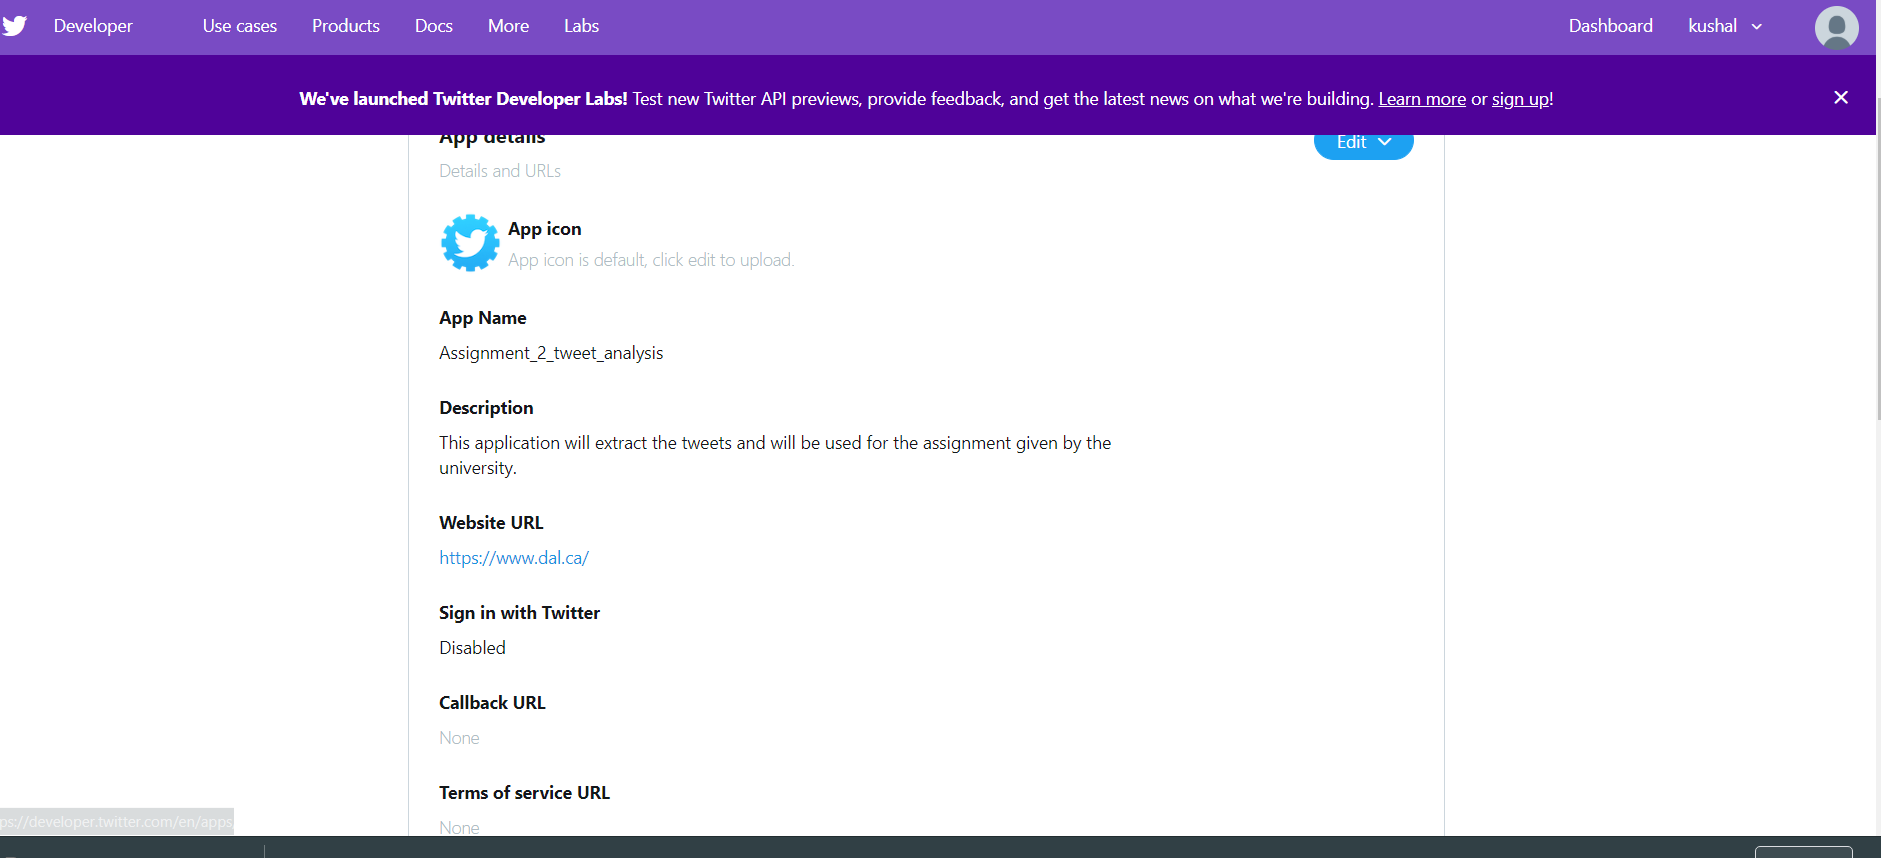 Developer Use cases Products Docs More Labs Dashboard kushal
We've launched Twitter Developer Labs! Test new Twitter API previews, provide feedback, and get the latest news on what we're building. Learn more or sign up!
App details
Edit
Details and URLs
App icon
App icon is default, click edit to upload.
App Name
Assignment_2_tweet_analysis
Description
This application will extract the tweets and will be used for the assignment given by the
university.
Website URL
https://www.dal.ca/
Sign in with Twitter
Disabled
Callback URL
None
Terms of service URL
ps://developer.twitter.com/en/apps
None